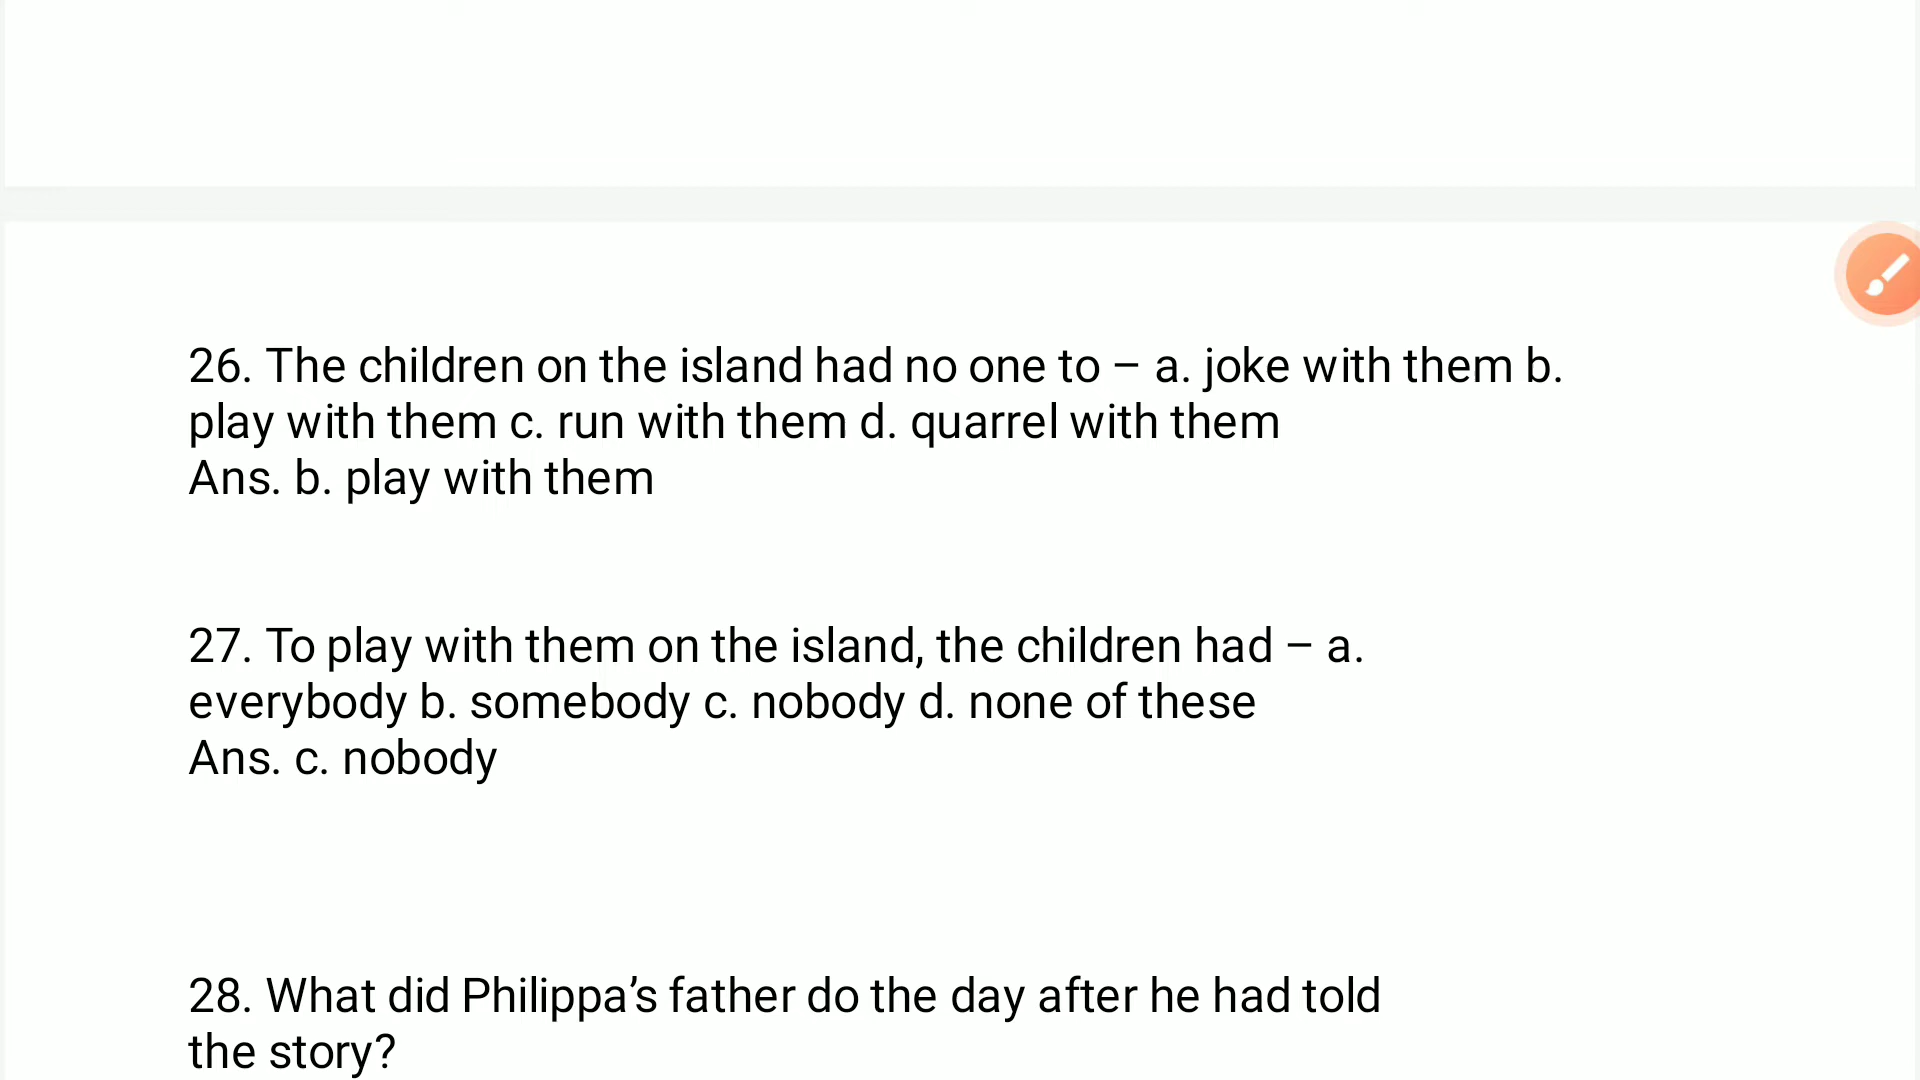 26. The children on the island had no one to – a. joke with them b.
play with them c. run with them d. quarrel with them
Ans. b. play with them
27. To play with them on the island, the children had – a.
everybody b. somebody c. nobody d. none of these
Ans. c. nobody
28. What did Philippa’s father do the day after he had told
the story?